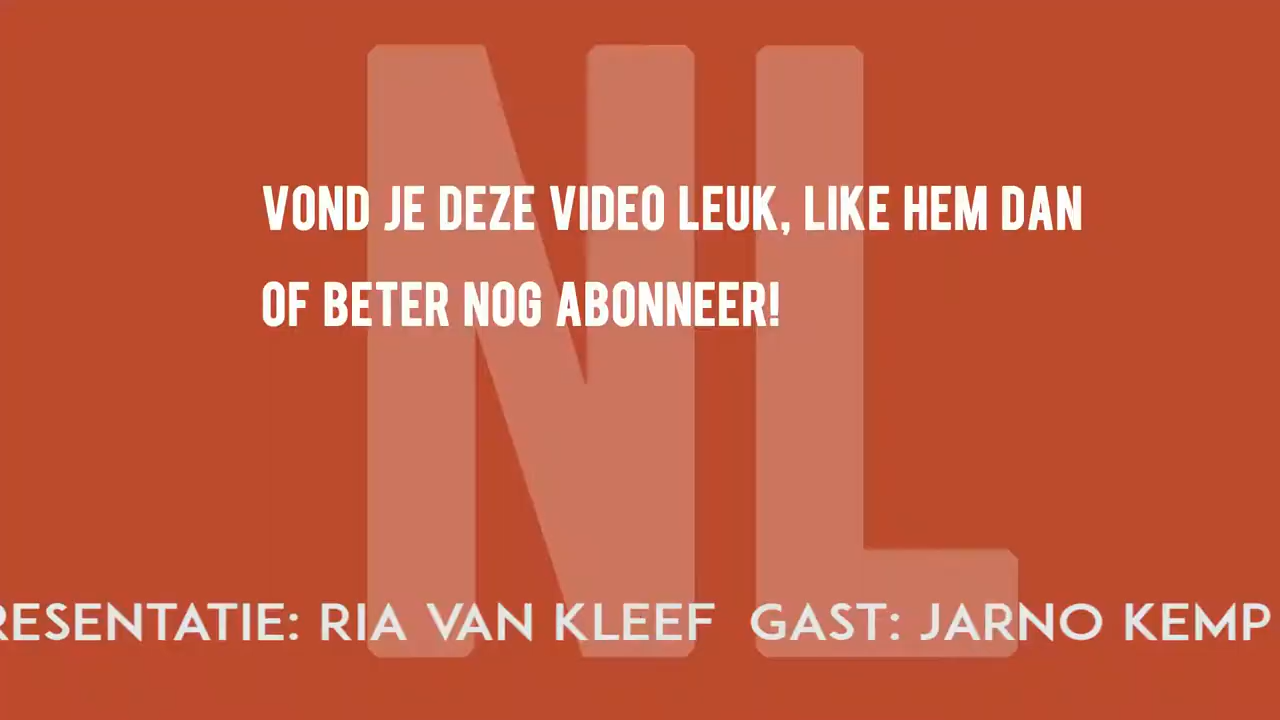 NL
VOND JE DEZE VIDEO LEUK, LIKE HEM DAN
OF BETER NOG ABONNEER!
RESENTATIE: RIA VAN KLEEF GAST: JARNO KEMP